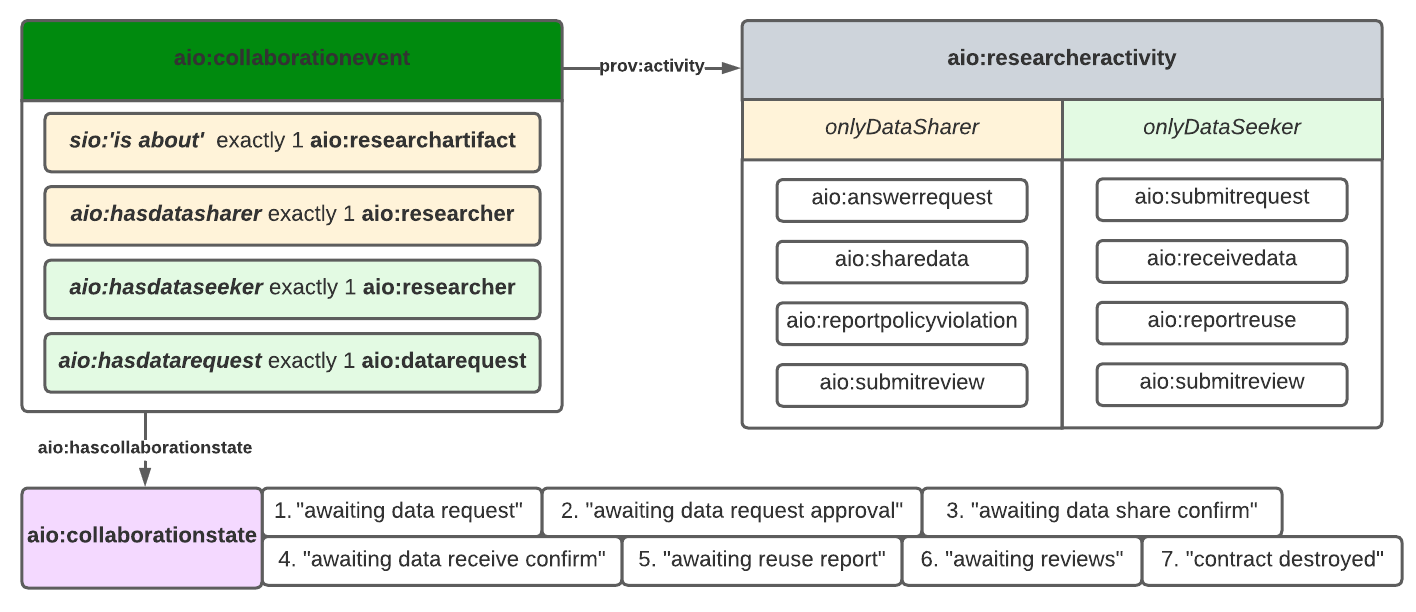 aio:collaborationevent
prov:activity
aio:researcheractivity
sio:'is about' exactly 1 aio:researchartifact
aio:hasdatasharer exactly 1 aio:researcher
aio:hasdataseeker exactly 1 aio:researcher
aio:hasdatarequest exactly 1 aio:datarequest
onlyDataSharer
onlyDataSeeker
aio:answerrequest
aio:submitrequest
aio:sharedata
aio:receivedata
aio:reportpolicyviolation
aio:reportreuse
aio:submitreview
aio:submitreview
aio:hascollaborationstate
aio:collaborationstate
1. "awaiting data request"
2. "awaiting data request approval"
3. "awaiting data share confirm"
4. "awaiting data receive confirm"
5. "awaiting reuse report"
6. "awaiting reviews"
7. "contract destroyed"